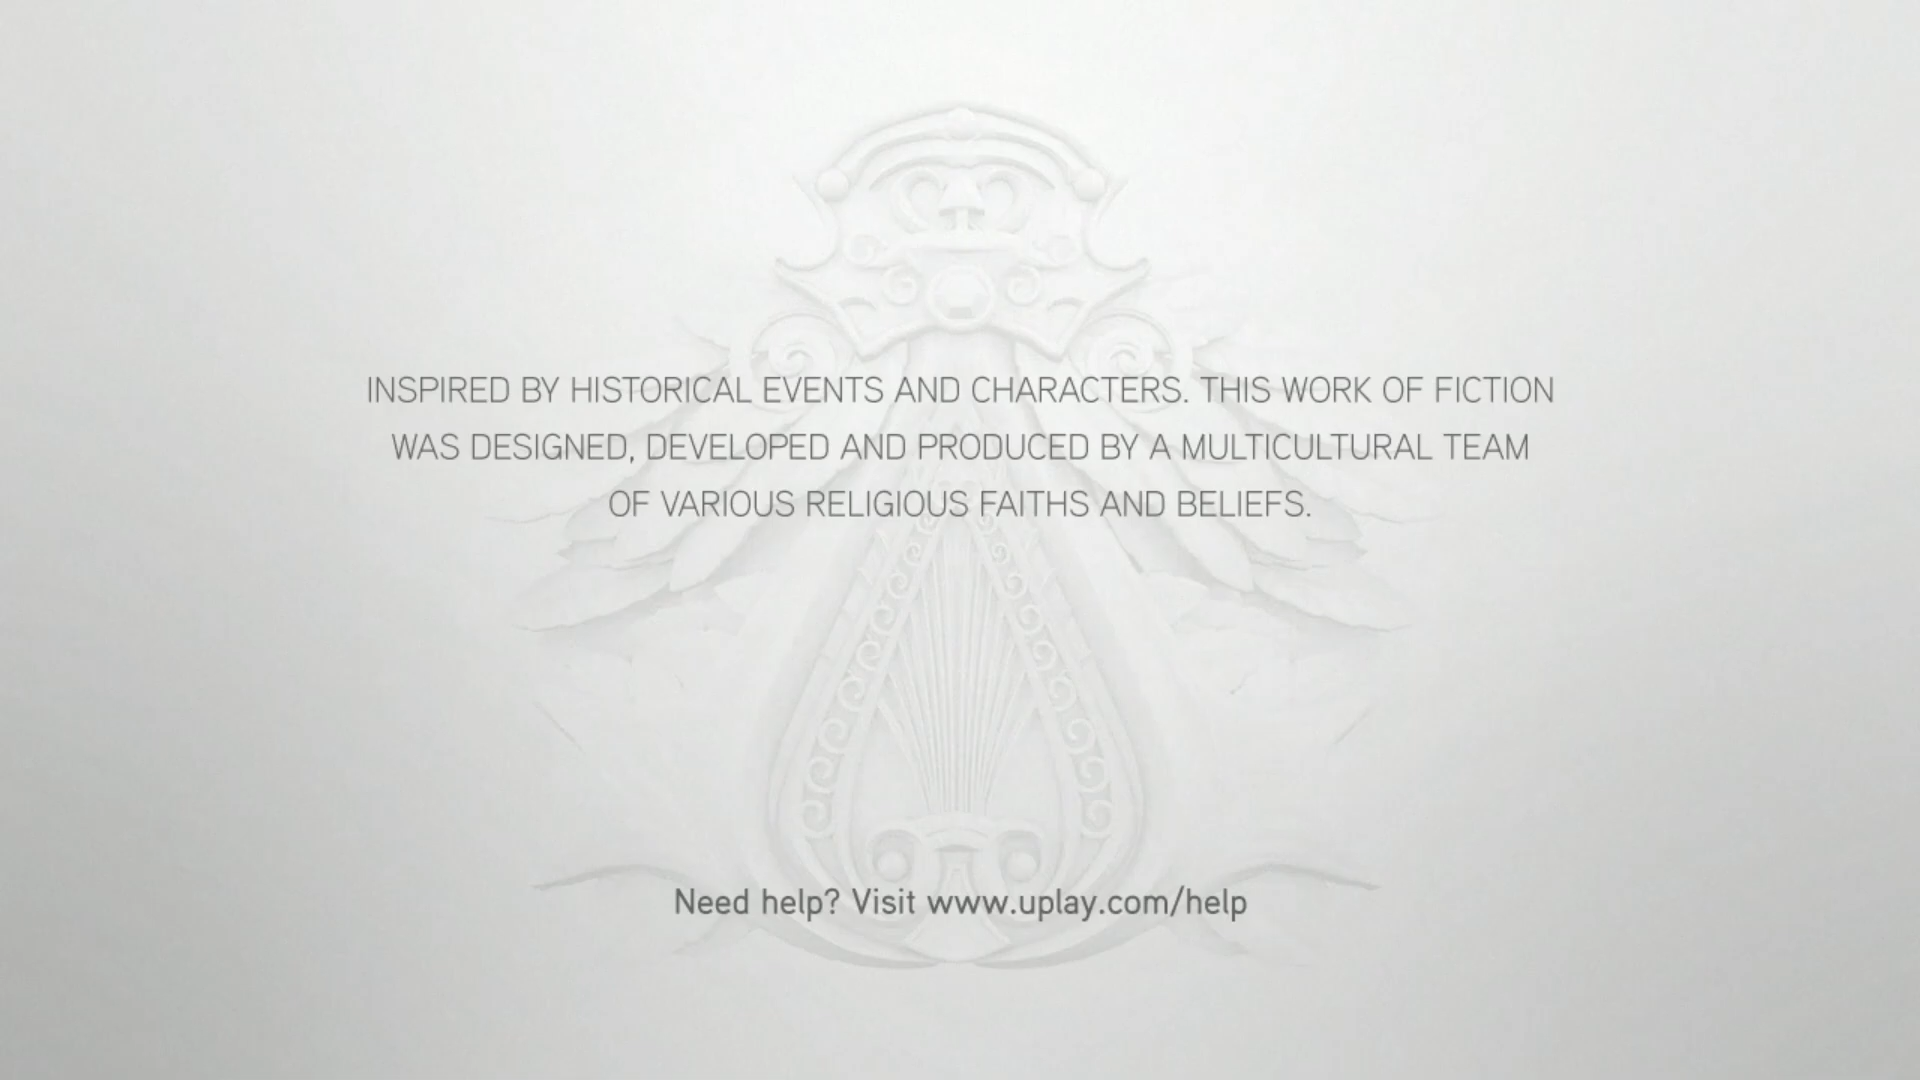 INSPIRED BY HISTORICAL EVENTS AND CHARACTERS. THIS WORK OF FICTION
WAS DESIGNED, DEVELOPED AND PRODUCED BY A MULTICULTURAL TEAM
OF VARIOUS RELIGIOUS FAITHS AND BELIEFS.
Need help? Visit www.uplay.com/help